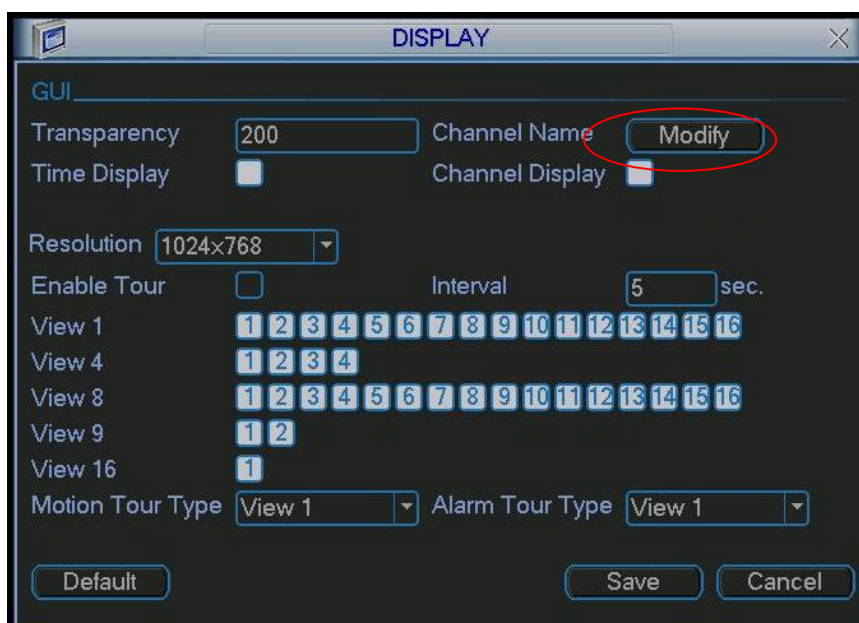 DISPLAY
GUI
Transparency 200 Channel Name Modify
Time Display Channel Display
Resolution 1024×768
Enable Tour Interval 5 sec.
View 1 1 2 3 4 5 6 7 8 9 10 11 12 13 14 15 16
View 4 1 2 3 4
View 8 1 2 3 4 5 6 7 8 9 10 11 12 13 14 15 16
View 9 1 2
View 16 1
Motion Tour Type View 1 Alarm Tour Type View 1
Default Save Cancel